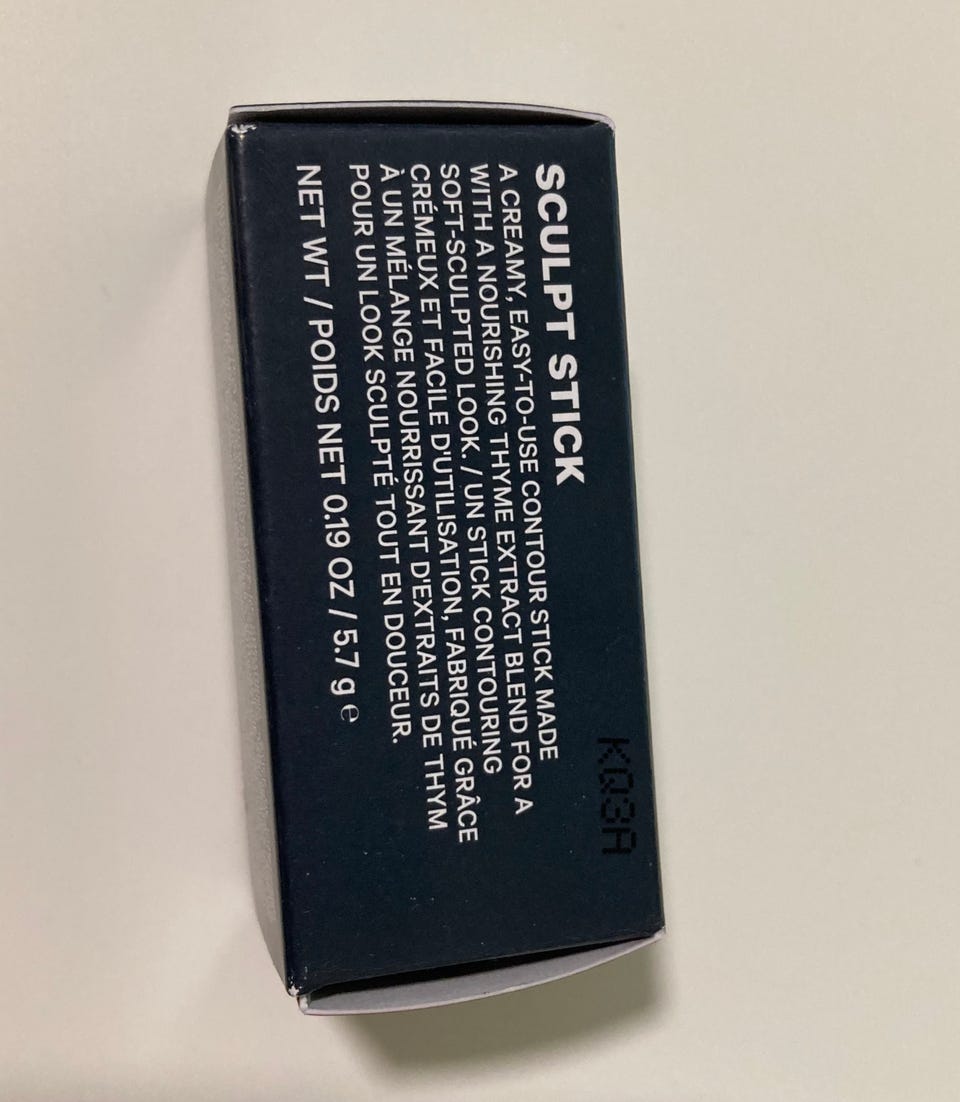 SCULPT STICK
A CREAMY, EASY-TO-USE CONTOUR STICK MADE
WITH A NOURISHING THYME EXTRACT BLEND FOR A
SOFT-SCULPTED LOOK. / UN STICK CONTOURING
CRÉMEUX ET FACILE D'UTILISATION, FABRIQUÉ GRÂCE
À UN MÉLANGE NOURRISSANT D'EXTRAITS DE THYM
POUR UN LOOK SCULPTÉ TOUT EN DOUCEUR.
NET WT / POIDS NET 0.19 OZ / 5.7 g ℮
KQ3A